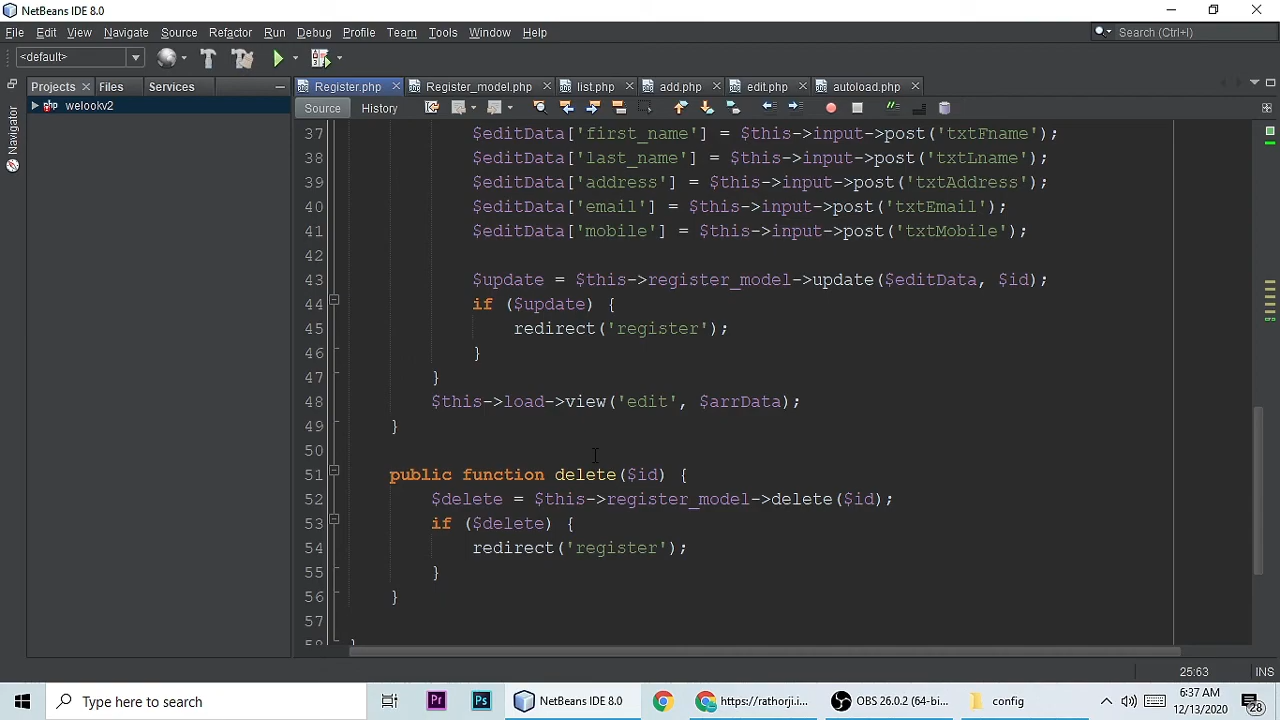 NetBeans IDE 8.0
File Edit View Navigate Source Refactor Run Debug Profile Team Tools Window Help
Search (Ctrl+I)
<default>
Projects Files Services
Register.php Register_model.php list.php add.php edit.php autoload.php
Source History
Navigator
welookv2
37 $editData['first_name'] = $this->input->post('txtFname');
38 $editData['last_name'] = $this->input->post('txtLname');
39 $editData['address'] = $this->input->post('txtAddress');
40 $editData['email'] = $this->input->post('txtEmail');
41 $editData['mobile'] = $this->input->post('txtMobile');
42
43 $update = $this->register_model->update($editData, $id);
44 if ($update) {
45 redirect('register');
46 }
47 }
48 $this->load->view('edit', $arrData);
49 }
50
51 public function delete($id) {
52 $delete = $this->register_model->delete($id);
53 if ($delete) {
54 redirect('register');
55 }
56 }
57
58 }
25:63 INS
Type here to search
Pr
Ps
NetBeans IDE 8.0
https://rathorji.i...
OBS 26.0.2 (64-bi...
config
6:37 AM
12/13/2020
28